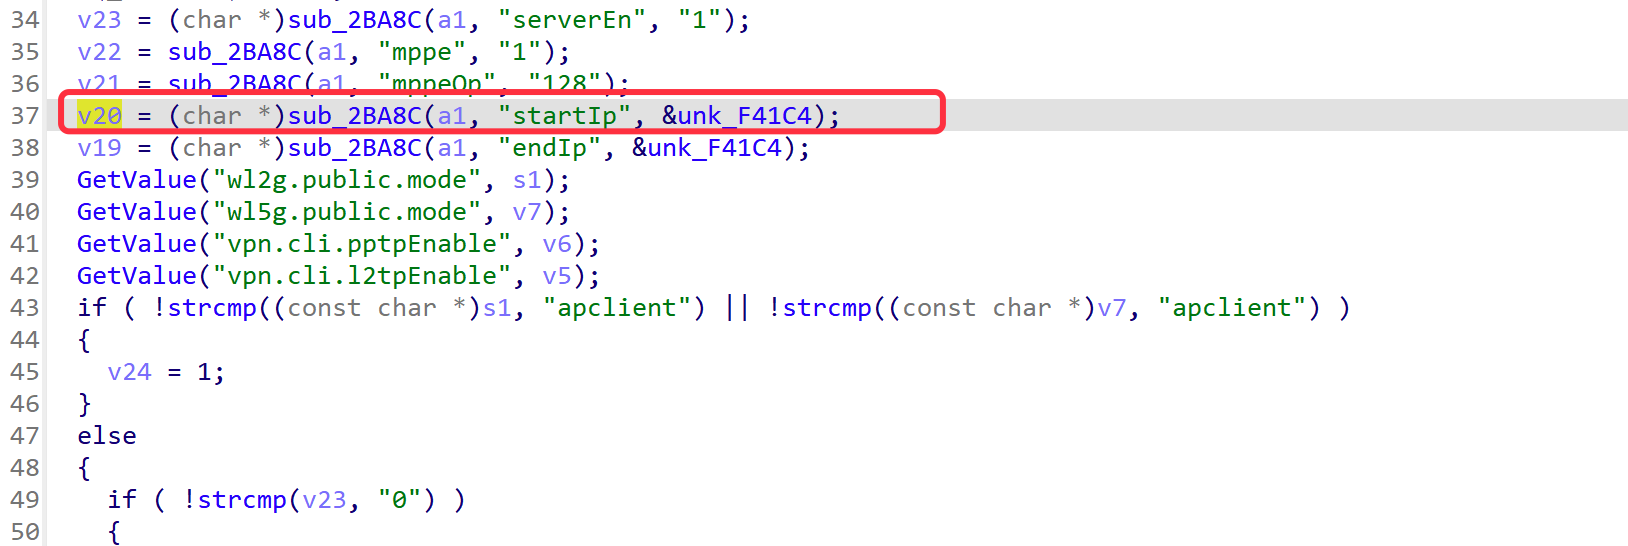 34 v23 = (char *)sub_2BA8C(a1, "serverEn", "1");
35 v22 = sub_2BA8C(a1, "mppe", "1");
36 v21 = sub_2BA8C(a1, "mppeOp", "128");
37 v20 = (char *)sub_2BA8C(a1, "startIp", &unk_F41C4);
38 v19 = (char *)sub_2BA8C(a1, "endIp", &unk_F41C4);
39 GetValue("wl2g.public.mode", s1);
40 GetValue("wl5g.public.mode", v7);
41 GetValue("vpn.cli.pptpEnable", v6);
42 GetValue("vpn.cli.l2tpEnable", v5);
43 if ( !strcmp((const char *)s1, "apclient") || !strcmp((const char *)v7, "apclient") )
44 {
45 v24 = 1;
46 }
47 else
48 {
49 if ( !strcmp(v23, "0") )
50 {